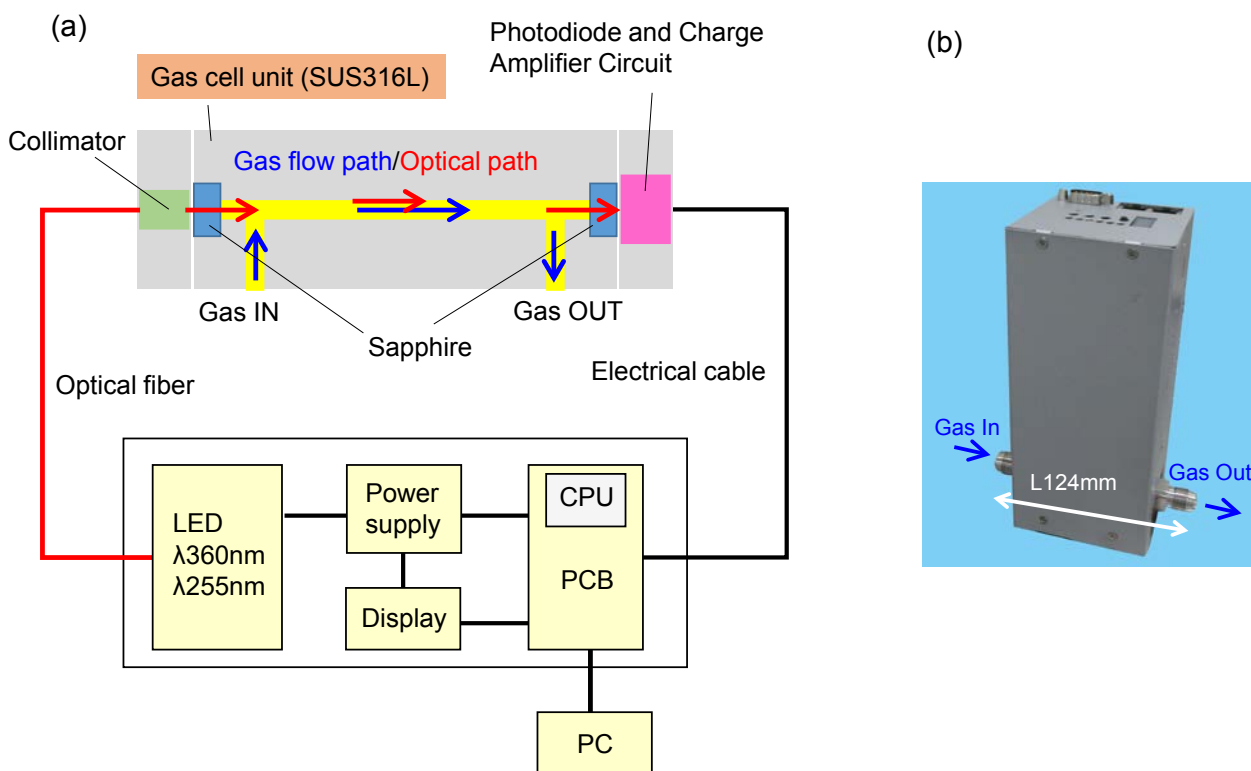 (a)
Photodiode and Charge
Amplifier Circuit
Gas cell unit (SUS316L)
Collimator
Gas flow path/Optical path
Gas IN
Gas OUT
Sapphire
Optical fiber
Electrical cable
LED
λ360nm
λ255nm
Power
supply
CPU
PCB
Display
PC
(b)
Gas In
L124mm
Gas Out